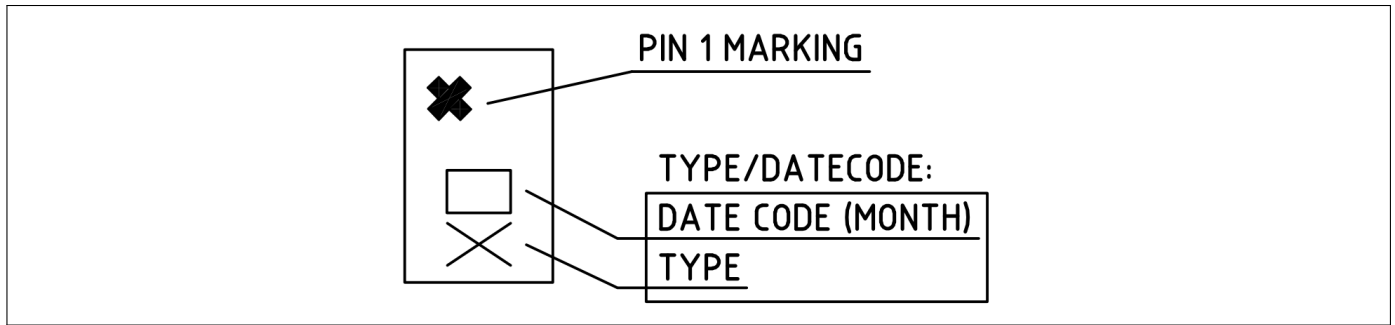 PIN 1 MARKING
TYPE/DATECODE:
DATE CODE (MONTH)
TYPE